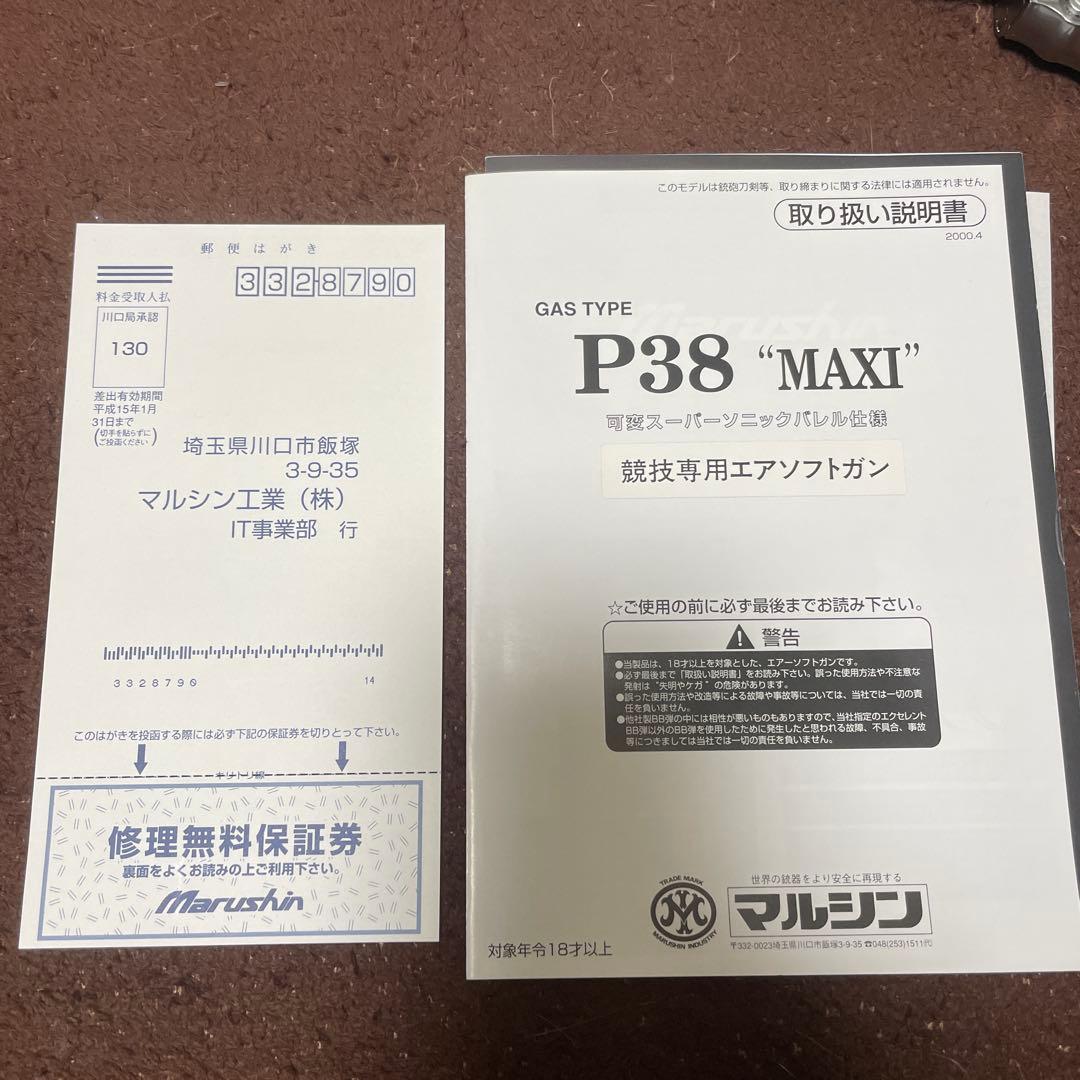 郵便はがき
3328790
料金受取人払
川口局承認
130
差出有効期間
平成15年1月
31日まで
(切手を貼らずにご投函ください)
埼玉県川口市飯塚
3-9-35
マルシン工業(株)
IT事業部 行
3328790 14
このはがきを投函する際には必ず下記の保証券を切りとって下さい。
キリトリ線
修理無料保証券
裏面をよくお読みの上ご利用下さい。
Marushin
このモデルは銃砲刀剣等、取り締まりに関する法律には適用されません。
取り扱い説明書
2000.4
GAS TYPE
P38 “MAXI”
可変スーパーソニックバレル仕様
競技専用エアソフトガン
☆ご使用の前に必ず最後までお読み下さい。
警告
●当製品は、18才以上を対象とした、エアーソフトガンです。
●必ず最後まで「取扱い説明書」をお読み下さい。誤った使用方法や不注意な
発射は“失明やケガ”の危険があります。
●誤った使用方法や改造等による故障や事故等については、当社では一切の責
任を負いません。
●他社製BB弾の中には相性が悪いものもありますので、当社指定のエクセレント
BB弾以外のBB弾を使用したために発生したと思われる故障、不具合、事故
等につきましては当社では一切の責任を負いません。
TRADE MARK
MARUSHIN INDUSTRY
世界の銃器をより安全に再現する
マルシン
〒332-0023埼玉県川口市飯塚3-9-35 ☎048(253)1511㈹
対象年令18才以上